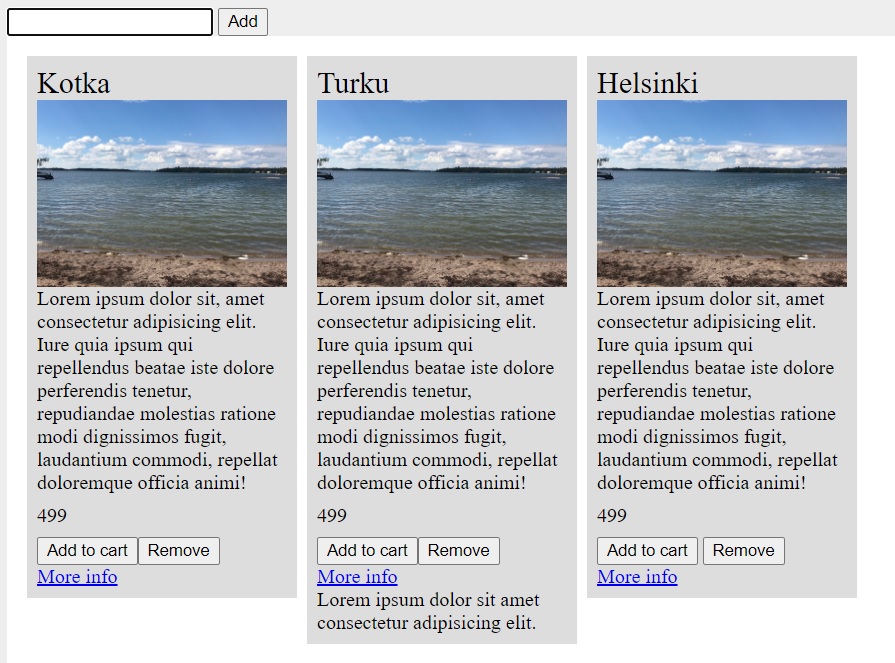 Add
Kotka
Lorem ipsum dolor sit, amet
consectetur adipisicing elit.
Iure quia ipsum qui
repellendus beatae iste dolore
perferendis tenetur,
repudiandae molestias ratione
modi dignissimos fugit,
laudantium commodi, repellat
doloremque officia animi!
499
Add to cart Remove
More info
Turku
Lorem ipsum dolor sit, amet
consectetur adipisicing elit.
Iure quia ipsum qui
repellendus beatae iste dolore
perferendis tenetur,
repudiandae molestias ratione
modi dignissimos fugit,
laudantium commodi, repellat
doloremque officia animi!
499
Add to cart Remove
More info
Lorem ipsum dolor sit amet
consectetur adipisicing elit.
Helsinki
Lorem ipsum dolor sit, amet
consectetur adipisicing elit.
Iure quia ipsum qui
repellendus beatae iste dolore
perferendis tenetur,
repudiandae molestias ratione
modi dignissimos fugit,
laudantium commodi, repellat
doloremque officia animi!
499
Add to cart Remove
More info